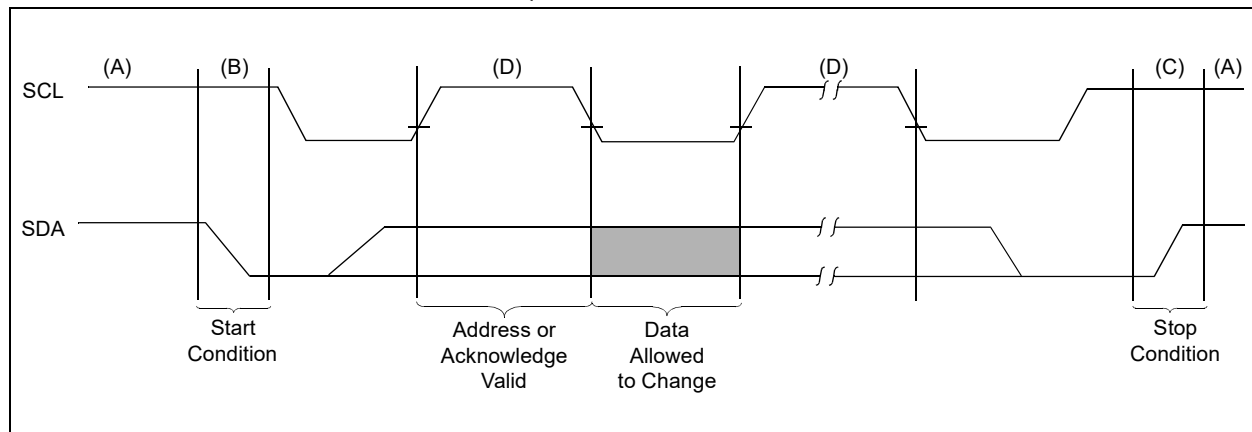 (A) (B) (D) (D) (C) (A)
SCL
SDA
Start
Condition
Address or
Acknowledge
Valid
Data
Allowed
to Change
Stop
Condition